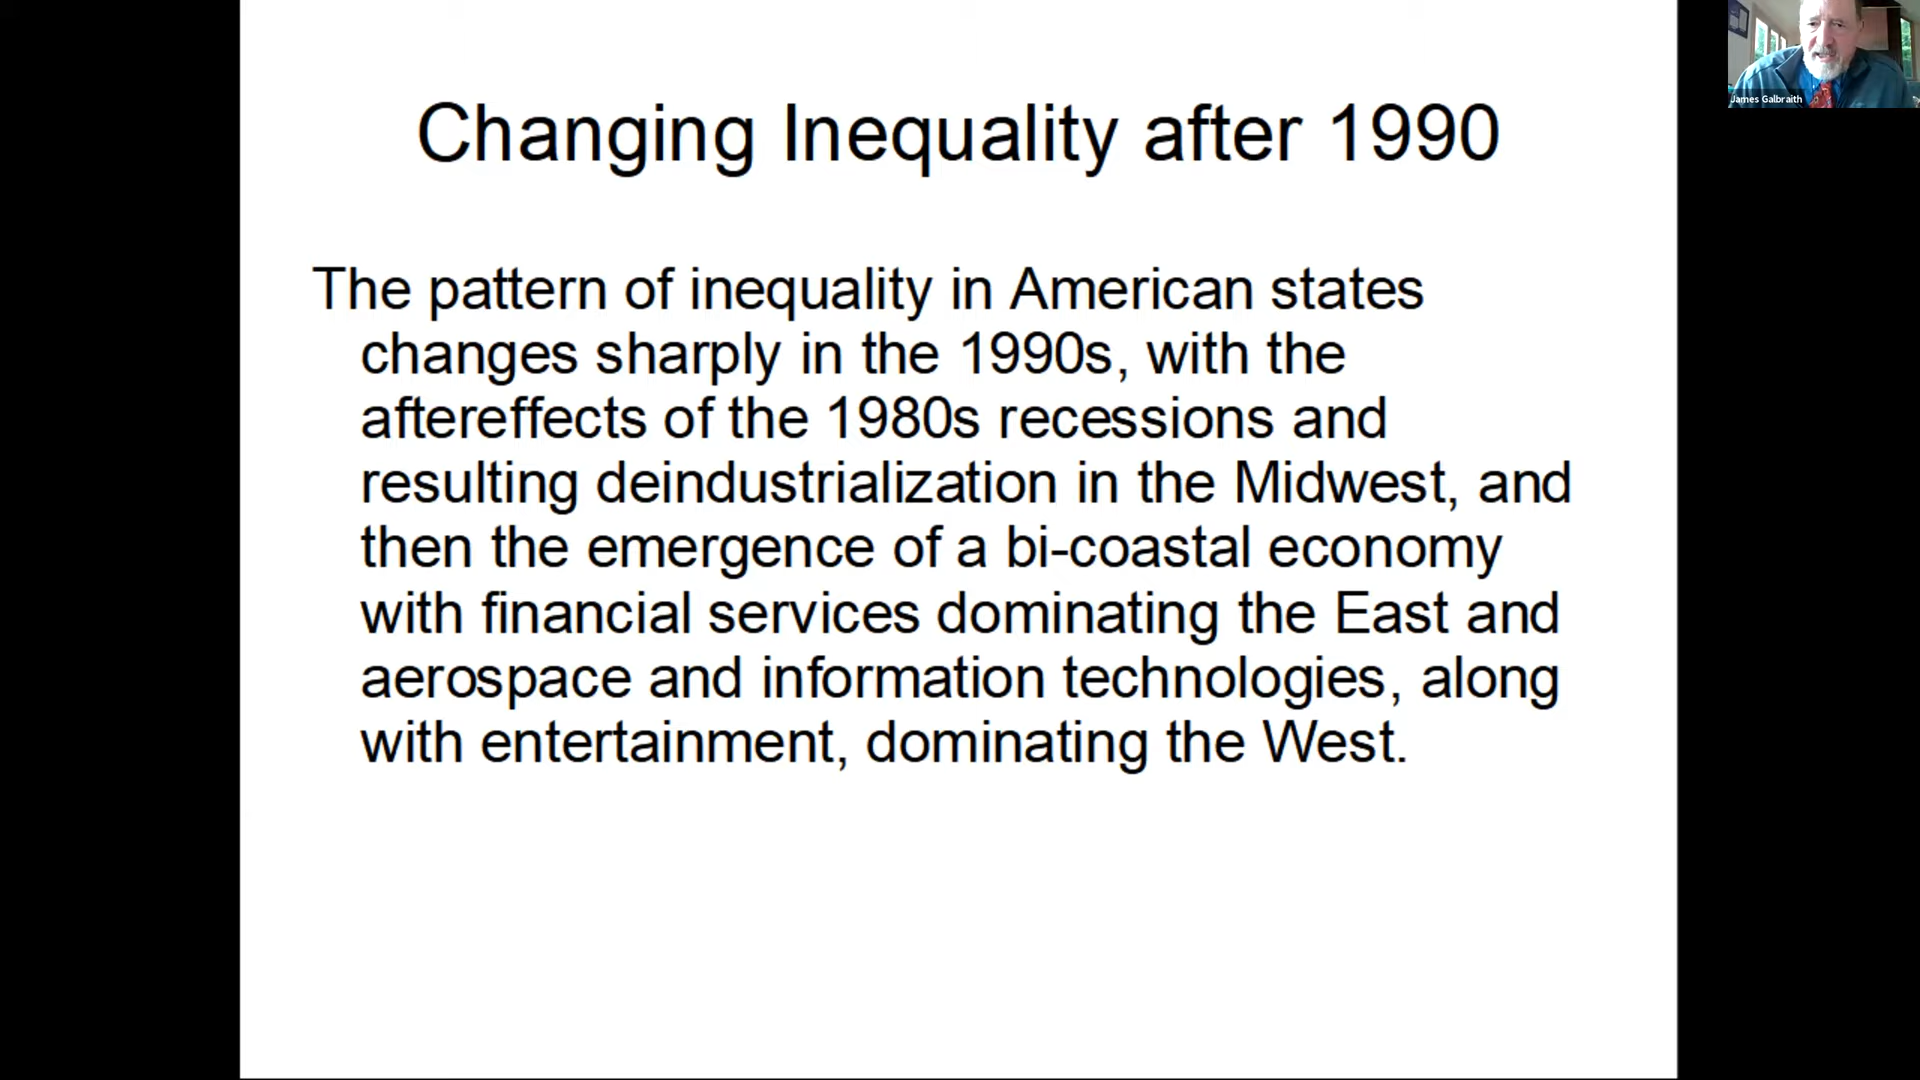 Changing Inequality after 1990
James Galbraith
The pattern of inequality in American states
changes sharply in the 1990s, with the
aftereffects of the 1980s recessions and
resulting deindustrialization in the Midwest, and
then the emergence of a bi-coastal economy
with financial services dominating the East and
aerospace and information technologies, along
with entertainment, dominating the West.